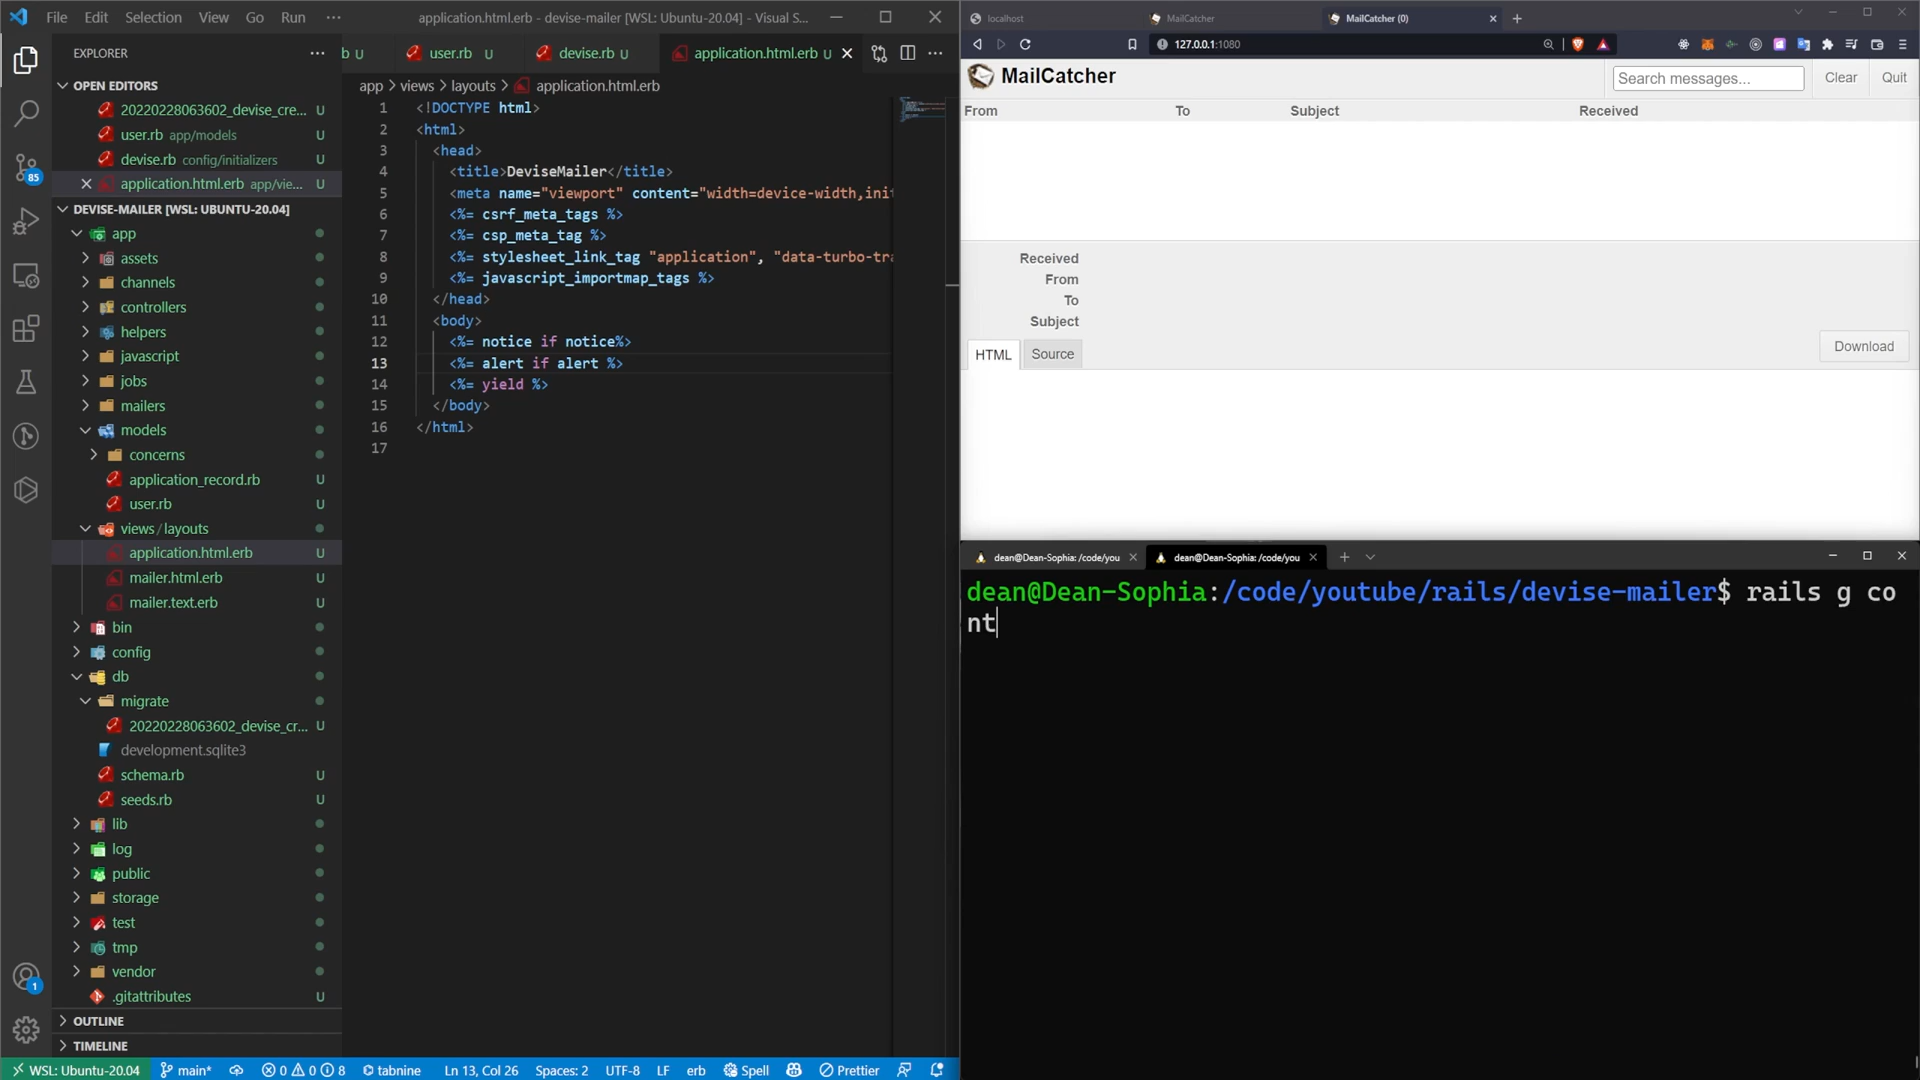 File Edit Selection View Go Run ··· application.html.erb - devise-mailer [WSL: Ubuntu-20.04] - Visual S...
EXPLORER
OPEN EDITORS
20220228063602_devise_cre... U
user.rb app/models U
devise.rb config/initializers U
application.html.erb app/vie... U
85
DEVISE-MAILER [WSL: UBUNTU-20.04]
app
assets
channels
controllers
helpers
javascript
jobs
mailers
models
concerns
application_record.rb U
user.rb U
views/layouts
application.html.erb U
mailer.html.erb U
mailer.text.erb U
bin
config
db
migrate
20220228063602_devise_cr... U
development.sqlite3
schema.rb U
seeds.rb U
lib
log
public
storage
test
tmp
vendor
.gitattributes U
1
OUTLINE
TIMELINE
b U user.rb U devise.rb U application.html.erb U
app > views > layouts > application.html.erb
1 <!DOCTYPE html>
2 <html>
3 <head>
4 <title>DeviseMailer</title>
5 <meta name="viewport" content="width=device-width,init
6 <%= csrf_meta_tags %>
7 <%= csp_meta_tag %>
8 <%= stylesheet_link_tag "application", "data-turbo-tra
9 <%= javascript_importmap_tags %>
10 </head>
11 <body>
12 <%= notice if notice%>
13 <%= alert if alert %>
14 <%= yield %>
15 </body>
16 </html>
17
WSL: Ubuntu-20.04 main* 0 0 8 tabnine Ln 13, Col 26 Spaces: 2 UTF-8 LF erb Spell Prettier
localhost MailCatcher MailCatcher (0)
127.0.0.1:1080
MailCatcher Search messages... Clear Quit
From To Subject Received
Received
From
To
Subject
HTML Source Download
dean@Dean-Sophia: /code/you dean@Dean-Sophia: /code/you
dean@Dean-Sophia:/code/youtube/rails/devise-mailer$ rails g co
nt